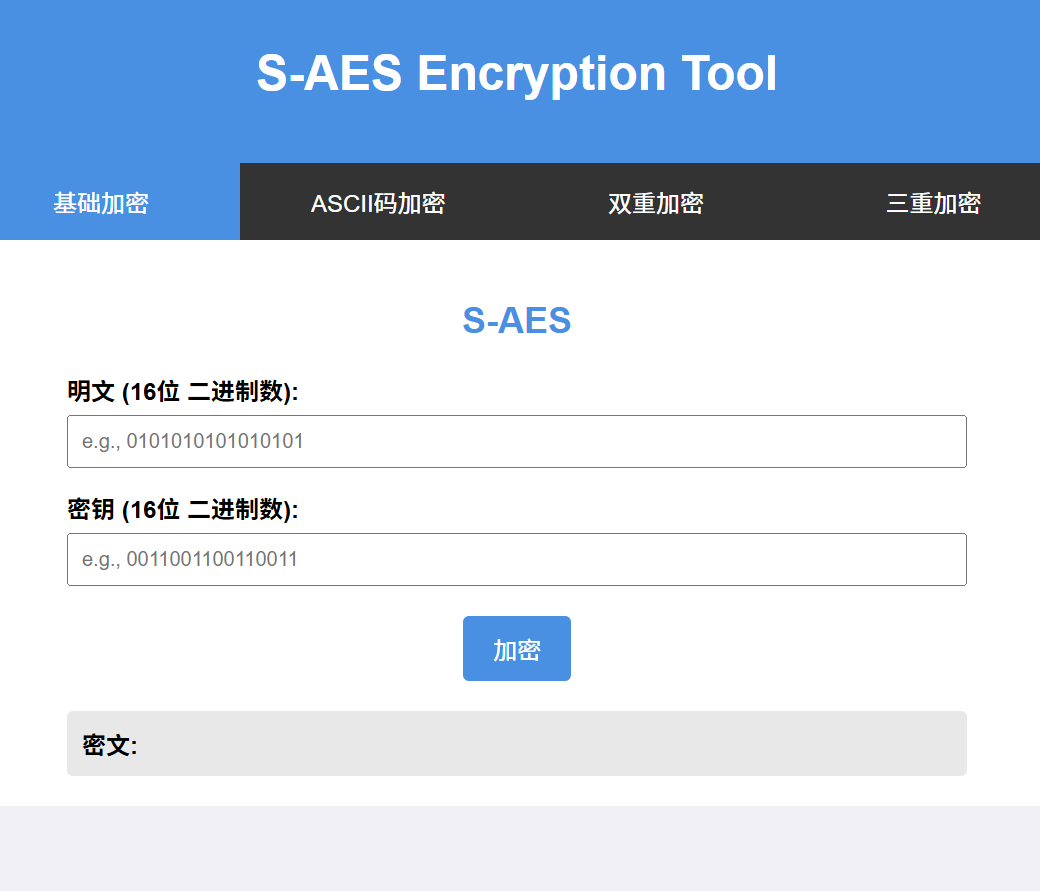 S-AES Encryption Tool
基础加密 ASCII码加密 双重加密 三重加密
S-AES
明文 (16位 二进制数):
e.g., 0101010101010101
密钥 (16位 二进制数):
e.g., 0011001100110011
加密
密文: